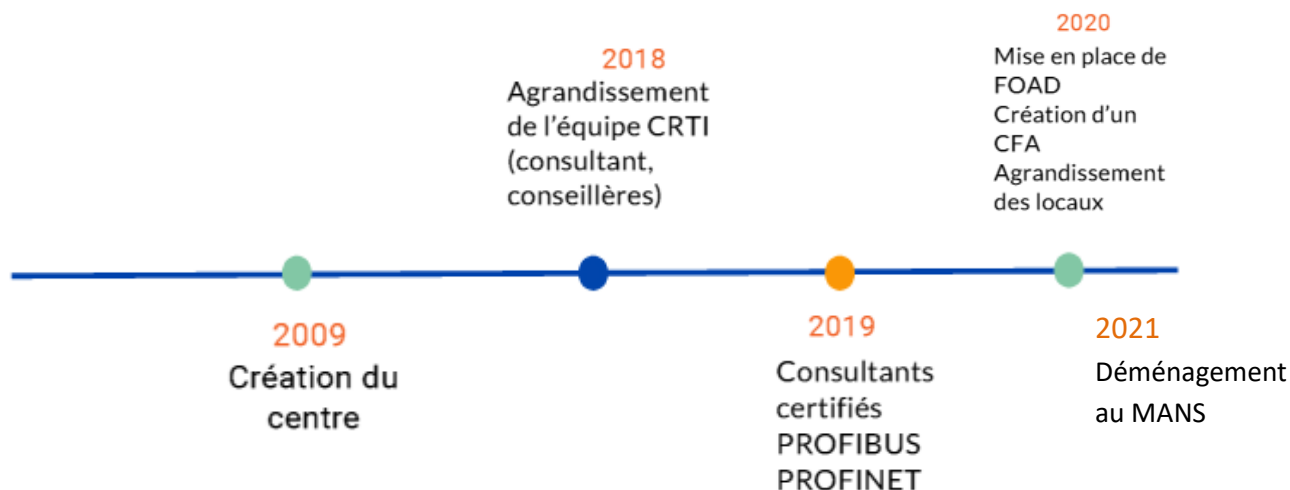 2009
Création du
centre
2018
Agrandissement
de l’équipe CRTI
(consultant,
conseillères)
2019
Consultants
certifiés
PROFIBUS
PROFINET
2020
Mise en place de
FOAD
Création d’un
CFA
Agrandissement
des locaux
2021
Déménagement
au MANS